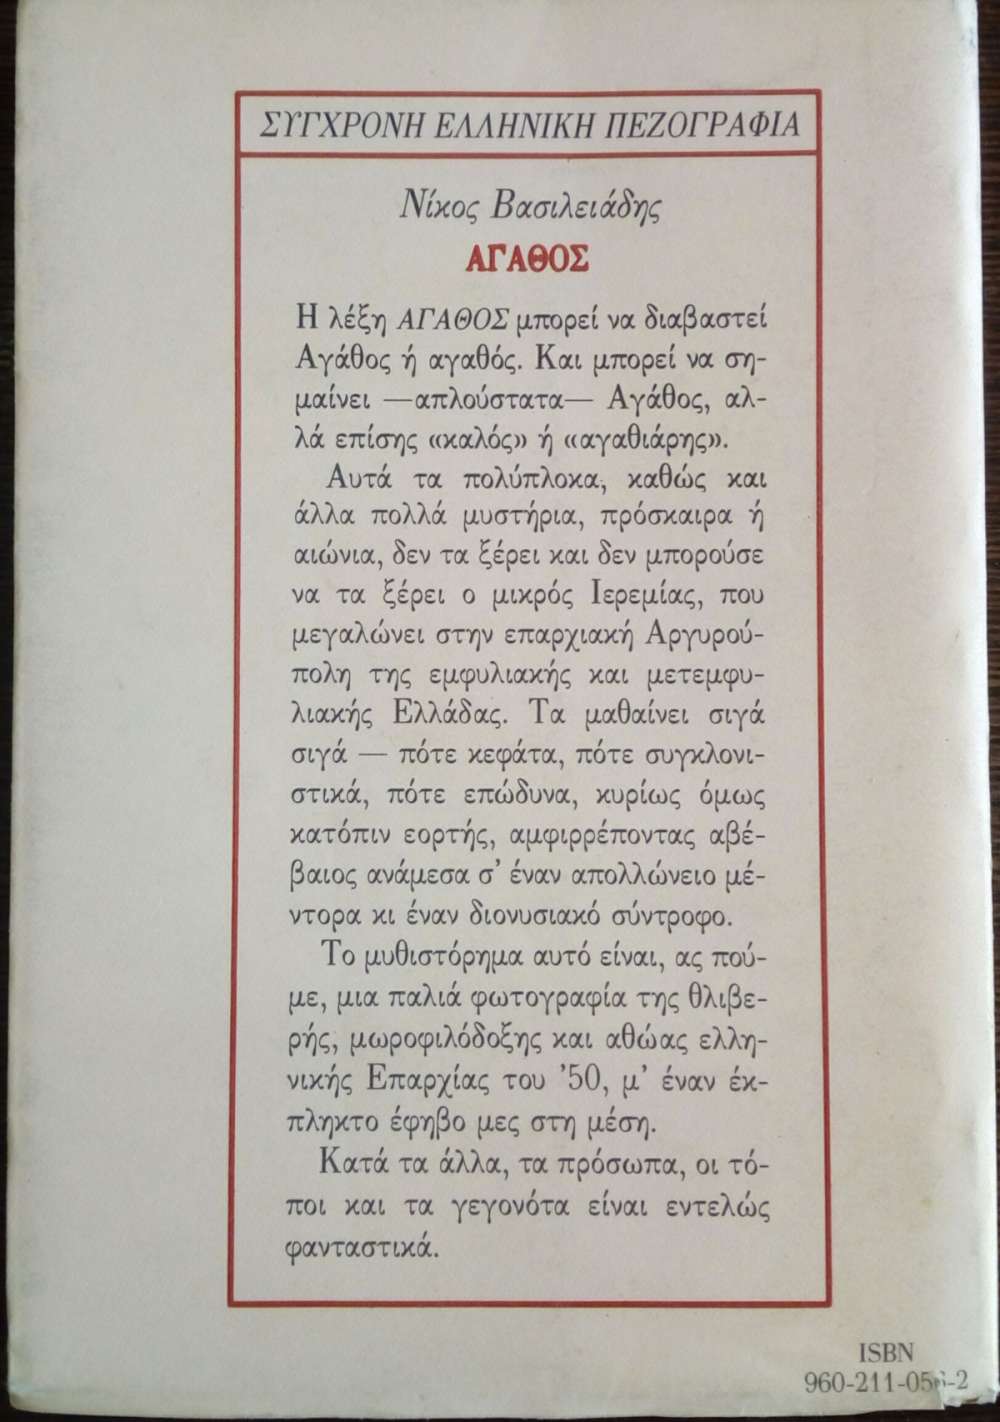 ΣΥΓΧΡΟΝΗ ΕΛΛΗΝΙΚΗ ΠΕΖΟΓΡΑΦΙΑ
Νίκος Βασιλειάδης
ΑΓΑΘΟΣ
Η λέξη ΑΓΑΘΟΣ μπορεί να διαβαστεί
Αγάθος ή αγαθός. Και μπορεί να ση-
μαίνει —απλούστατα— Αγάθος, αλ-
λά επίσης «καλός» ή «αγαθιάρης».
Αυτά τα πολύπλοκα, καθώς και
άλλα πολλά μυστήρια, πρόσκαιρα ή
αιώνια, δεν τα ξέρει και δεν μπορούσε
να τα ξέρει ο μικρός Ιερεμίας, που
μεγαλώνει στην επαρχιακή Αργυρού-
πολη της εμφυλιακής και μετεμφυ-
λιακής Ελλάδας. Τα μαθαίνει σιγά
σιγά — πότε κεφάτα, πότε συγκλονι-
στικά, πότε επώδυνα, κυρίως όμως
κατόπιν εορτής, αμφιρρέποντας αβέ-
βαιος ανάμεσα σ' έναν απολλώνειο μέ-
ντορα κι έναν διονυσιακό σύντροφο.
Το μυθιστόρημα αυτό είναι, ας πού-
με, μια παλιά φωτογραφία της θλιβε-
ρής, μωροφιλόδοξης και αθώας ελλη-
νικής Επαρχίας του '50, μ' έναν έκ-
πληκτο έφηβο μες στη μέση.
Κατά τα άλλα, τα πρόσωπα, οι τό-
ποι και τα γεγονότα είναι εντελώς
φανταστικά.
ISBN